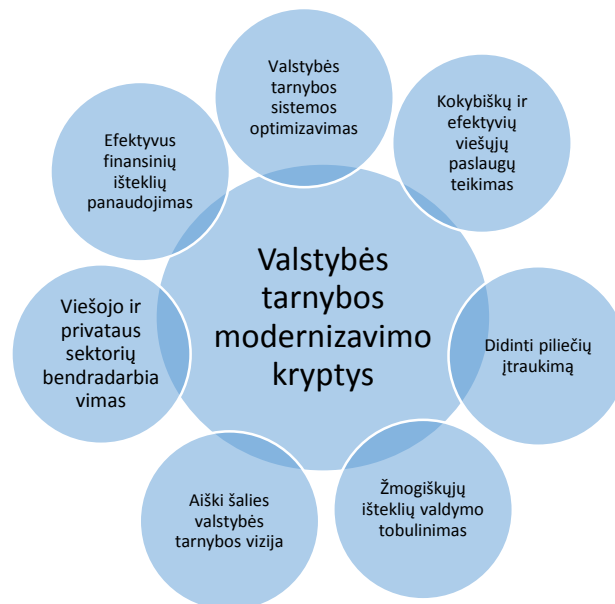 Valstybės
tarnybos
sistemos
optimizavimas
Kokybiškų ir
efektyvių
viešųjų
paslaugų
teikimas
Didinti piliečių
įtraukimą
Žmogiškųjų
išteklių valdymo
tobulinimas
Aiški šalies
valstybės
tarnybos vizija
Viešojo ir
privataus
sektorių
bendradarbia
vimas
Efektyvus
finansinių
išteklių
panaudojimas
Valstybės
tarnybos
modernizavimo
kryptys